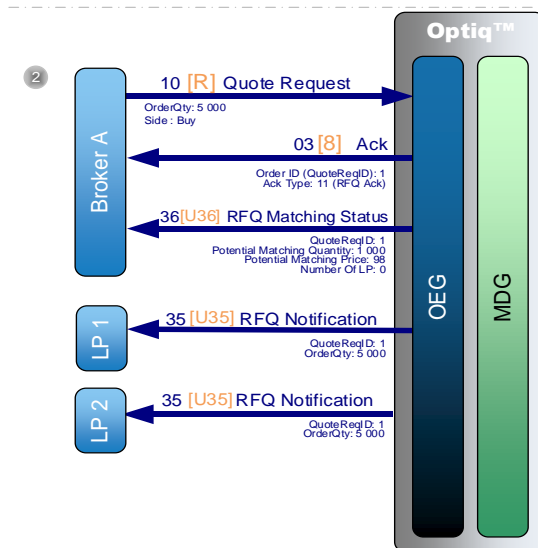 Optiq™
2
10 [R] Quote Request
OrderQty: 5 000
Side : Buy
03 [8] Ack
Order ID (QuoteReqID): 1
Ack Type: 11 (RFQ Ack)
36 [U36] RFQ Matching Status
QuoteReqID: 1
Potential Matching Quantity: 1 000
Potential Matching Price: 98
Number Of LP: 0
Broker A
35 [U35] RFQ Notification
QuoteReqID: 1
OrderQty: 5 000
LP 1
35 [U35] RFQ Notification
QuoteReqID: 1
OrderQty: 5 000
LP 2
OEG
MDG